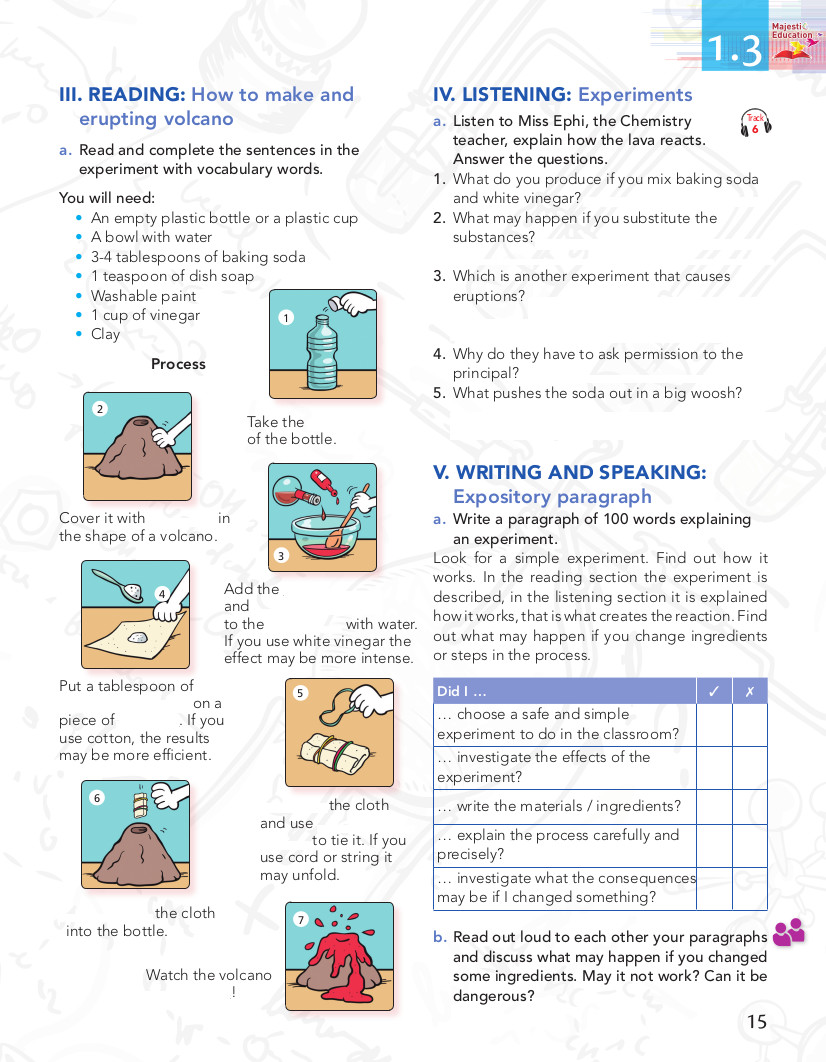 1.3
Majesti
Education
III. READING: How to make and
erupting volcano
a. Read and complete the sentences in the
experiment with vocabulary words.
You will need:
• An empty plastic bottle or a plastic cup
• A bowl with water
• 3-4 tablespoons of baking soda
• 1 teaspoon of dish soap
• Washable paint
• 1 cup of vinegar
• Clay
Process
1
Take the
of the bottle.
2
Cover it with in
the shape of a volcano.
3
Add the
and
to the with water.
If you use white vinegar the
effect may be more intense.
4
Put a tablespoon of
on a
piece of . If you
use cotton, the results
may be more efficient.
5
the cloth
and use
to tie it. If you
use cord or string it
may unfold.
6
the cloth
into the bottle.
7
Watch the volcano
!
IV. LISTENING: Experiments
Track
6
a. Listen to Miss Ephi, the Chemistry
teacher, explain how the lava reacts.
Answer the questions.
1. What do you produce if you mix baking soda
and white vinegar?
2. What may happen if you substitute the
substances?
3. Which is another experiment that causes
eruptions?
4. Why do they have to ask permission to the
principal?
5. What pushes the soda out in a big woosh?
V. WRITING AND SPEAKING:
Expository paragraph
a. Write a paragraph of 100 words explaining
an experiment.
Look for a simple experiment. Find out how it
works. In the reading section the experiment is
described, in the listening section it is explained
how it works, that is what creates the reaction. Find
out what may happen if you change ingredients
or steps in the process.
Did I ... ✓ ✗
... choose a safe and simple
experiment to do in the classroom?
... investigate the effects of the
experiment?
... write the materials / ingredients?
... explain the process carefully and
precisely?
... investigate what the consequences
may be if I changed something?
b. Read out loud to each other your paragraphs
and discuss what may happen if you changed
some ingredients. May it not work? Can it be
dangerous?
15